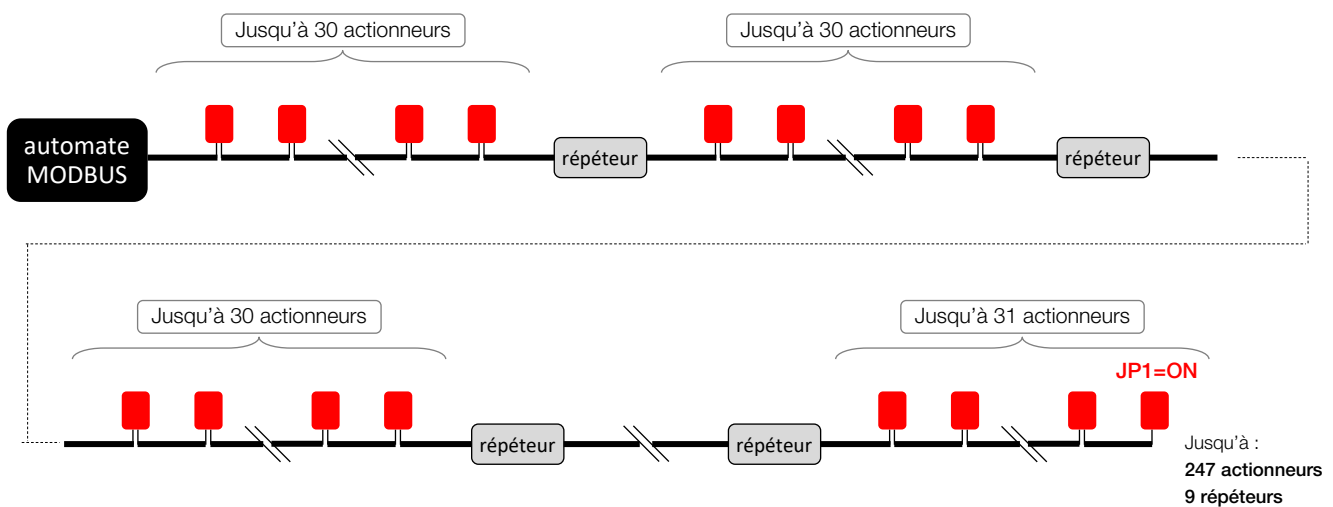 Jusqu'à 30 actionneurs
Jusqu'à 30 actionneurs
automate
MODBUS
répéteur
répéteur
Jusqu'à 30 actionneurs
Jusqu'à 31 actionneurs
JP1=ON
répéteur
répéteur
Jusqu'à :
247 actionneurs
9 répéteurs